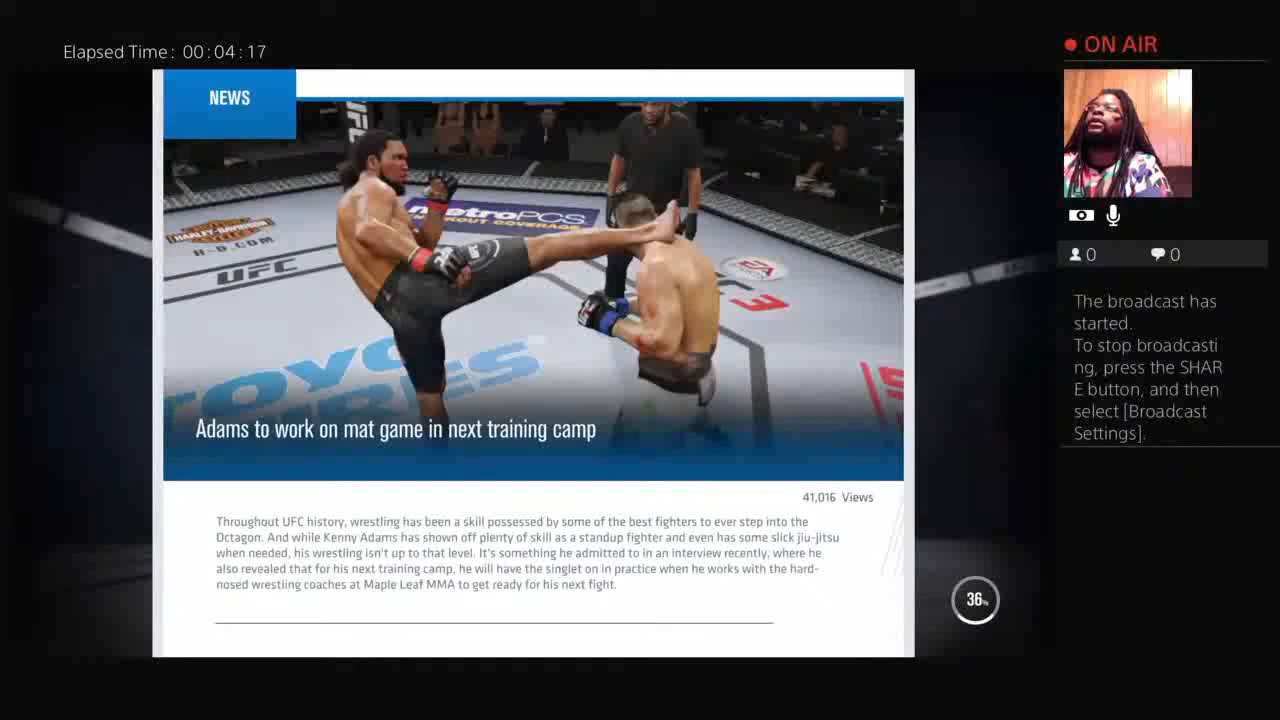 Elapsed Time: 00:04:17
ON AIR
NEWS
UFC
metroPCS.
HARLEY-DAVIDSON
H-D.COM
UFC
EA
3
Adams to work on mat game in next training camp
0 0
The broadcast has
started.
To stop broadcasti
ng, press the SHAR
E button, and then
select [Broadcast
Settings].
41,016 Views
Throughout UFC history, wrestling has been a skill possessed by some of the best fighters to ever step into the
Octagon. And while Kenny Adams has shown off plenty of skill as a standup fighter and even has some slick jiu-jitsu
when needed, his wrestling isn't up to that level. It's something he admitted to in an interview recently, where he
also revealed that for his next training camp, he will have the singlet on in practice when he works with the hard-
nosed wrestling coaches at Maple Leaf MMA to get ready for his next fight.
36%